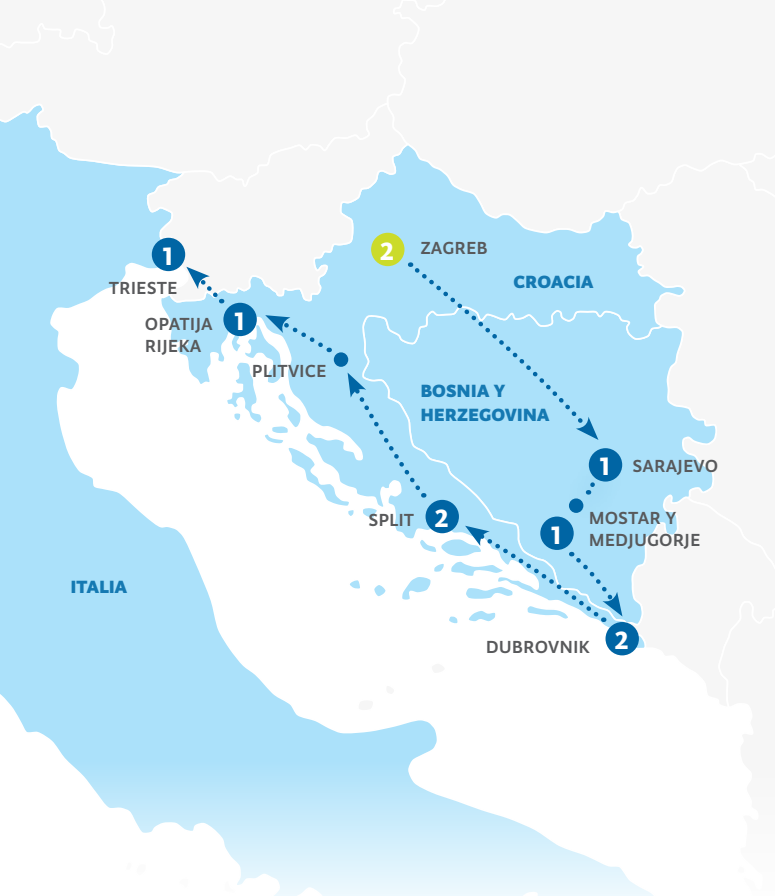 2
ZAGREB
1
TRIESTE
CROACIA
1
OPATIJA
RIJEKA
PLITVICE
BOSNIA Y
HERZEGOVINA
1
SARAJEVO
SPLIT
2
1
MOSTAR Y
MEDJUGORJE
ITALIA
DUBROVNIK
2